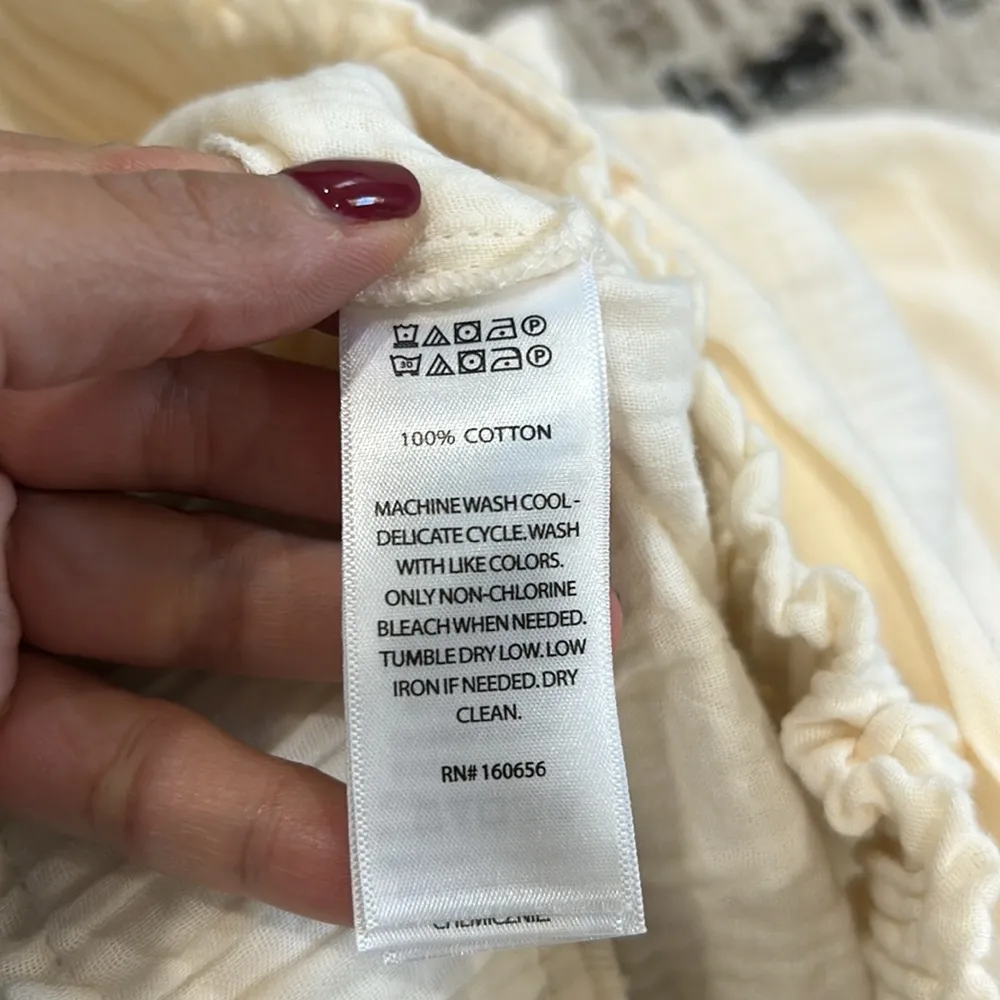 P
30 P
100% COTTON
MACHINE WASH COOL -
DELICATE CYCLE. WASH
WITH LIKE COLORS.
ONLY NON-CHLORINE
BLEACH WHEN NEEDED.
TUMBLE DRY LOW. LOW
IRON IF NEEDED. DRY
CLEAN.
RN# 160656